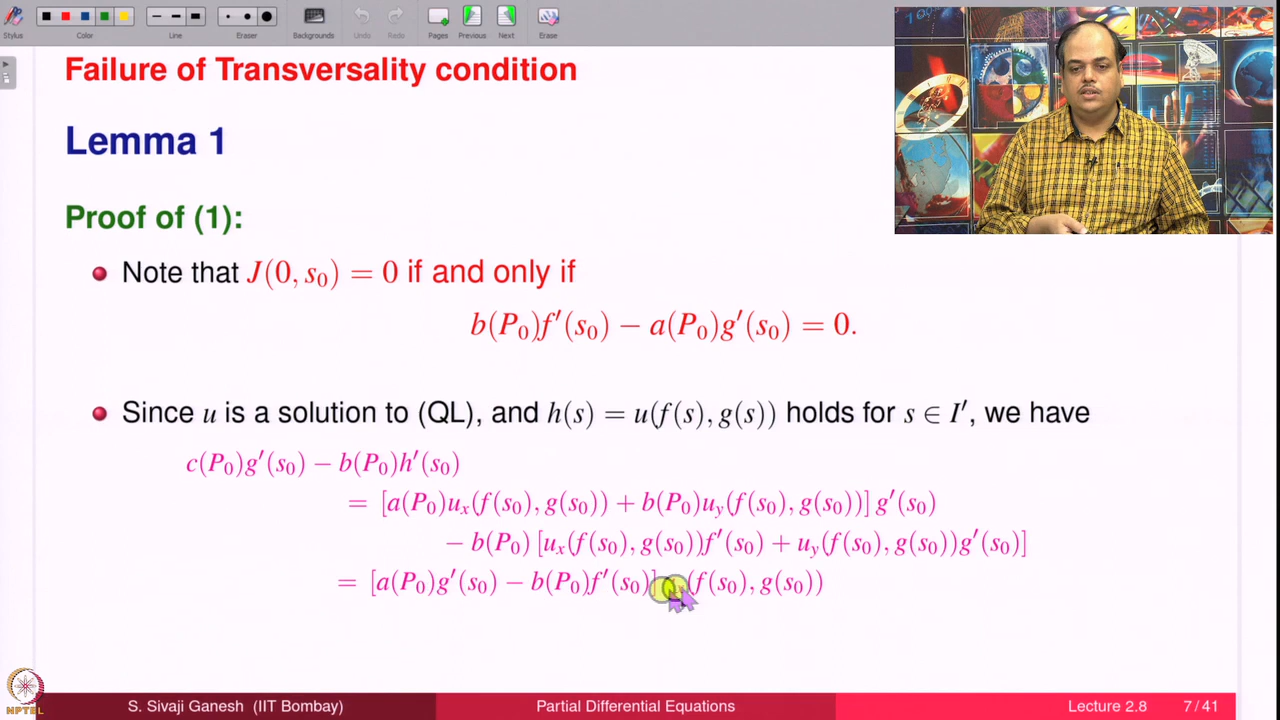 Stylus Color Line Eraser Backgrounds Undo Redo Pages Previous Next Erase
Failure of Transversality condition
Lemma 1
Proof of (1):
Note that J(0, s₀) = 0 if and only if
b(P₀)f′(s₀) − a(P₀)g′(s₀) = 0.
Since u is a solution to (QL), and h(s) = u(f(s), g(s)) holds for s ∈ I′, we have
c(P₀)g′(s₀) − b(P₀)h′(s₀)
= [a(P₀)uₓ(f(s₀), g(s₀)) + b(P₀)u_y(f(s₀), g(s₀))] g′(s₀)
− b(P₀) [uₓ(f(s₀), g(s₀))f′(s₀) + u_y(f(s₀), g(s₀))g′(s₀)]
= [a(P₀)g′(s₀) − b(P₀)f′(s₀)] (f(s₀), g(s₀))
NPTEL
S. Sivaji Ganesh (IIT Bombay) Partial Differential Equations Lecture 2.8 7 / 41